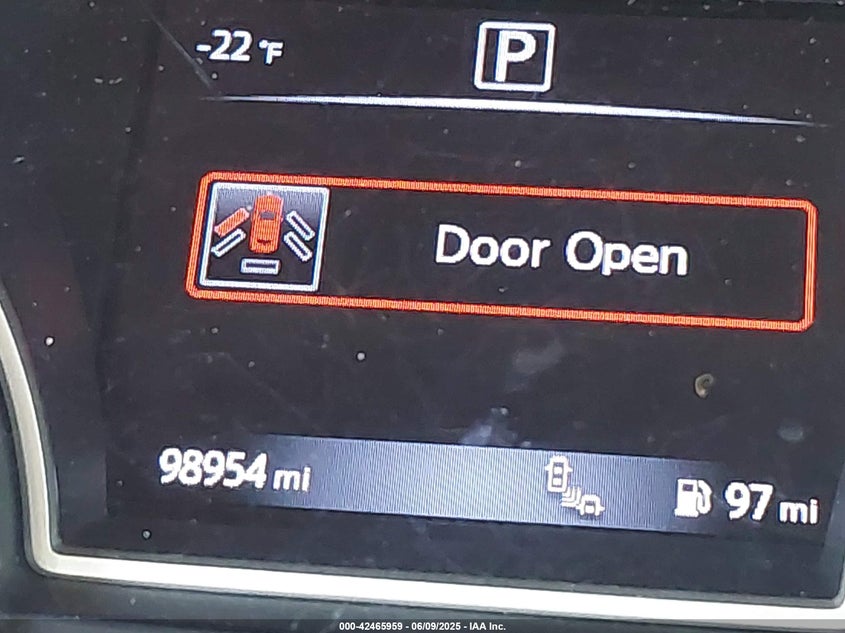 -22 °F
P
Door Open
98954 mi
97 mi
000-42465959 - 06/09/2025 - IAA Inc.